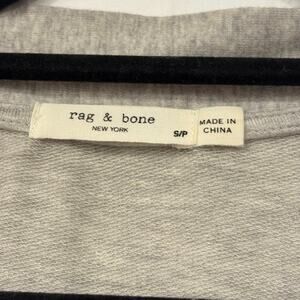 rag & bone
NEW YORK
S/P
MADE IN
CHINA